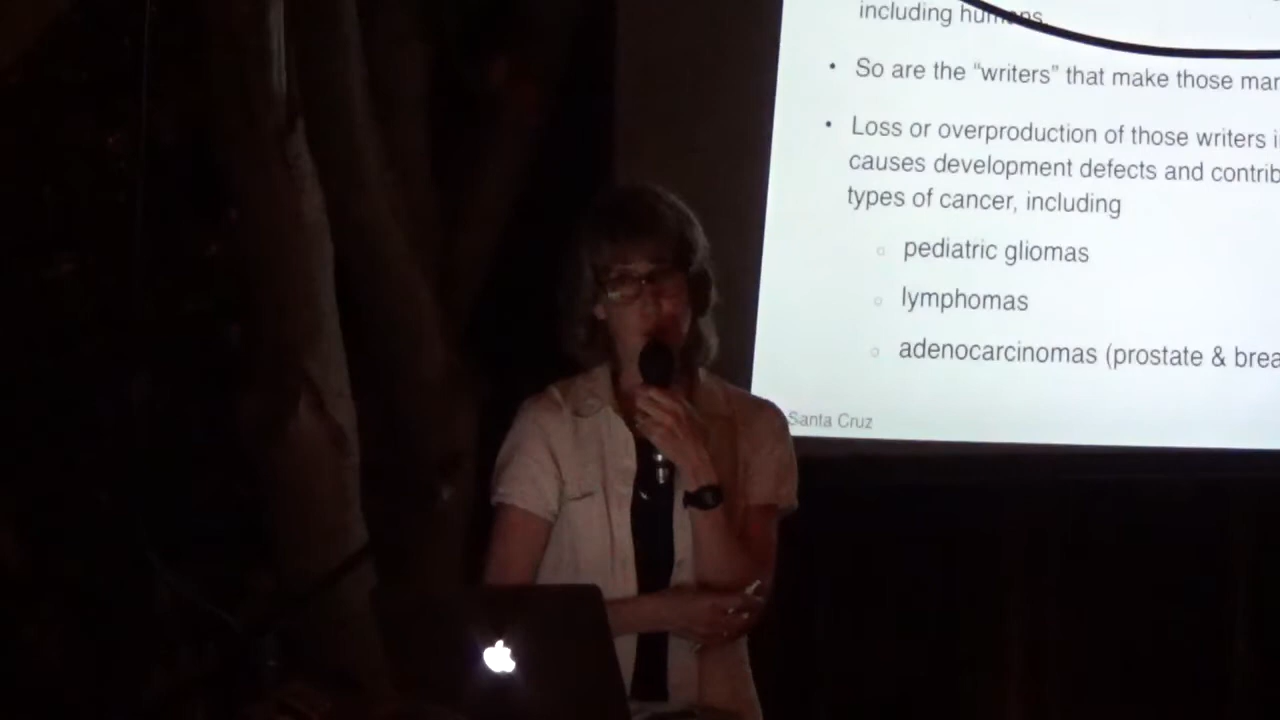 including humans.
• So are the “writers” that make those mar
• Loss or overproduction of those writers i
causes development defects and contrib
types of cancer, including
○ pediatric gliomas
○ lymphomas
○ adenocarcinomas (prostate & brea
Santa Cruz